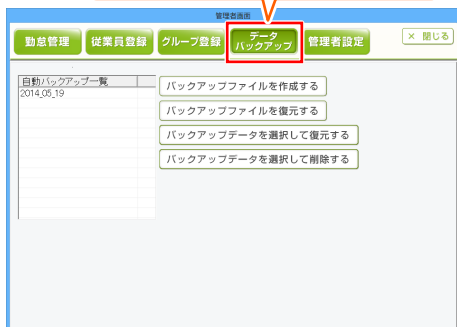 管理者画面
勤怠管理 従業員登録 グループ登録 データ
バックアップ 管理者設定 × 閉じる
自動バックアップ一覧
2014_05_19
バックアップファイルを作成する
バックアップファイルを復元する
バックアップデータを選択して復元する
バックアップデータを選択して削除する